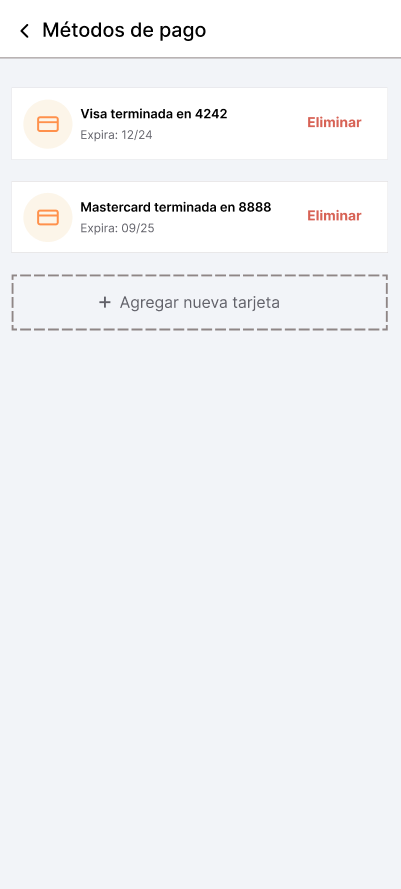 Métodos de pago
Visa terminada en 4242
Expira: 12/24
Eliminar
Mastercard terminada en 8888
Expira: 09/25
Eliminar
+ Agregar nueva tarjeta